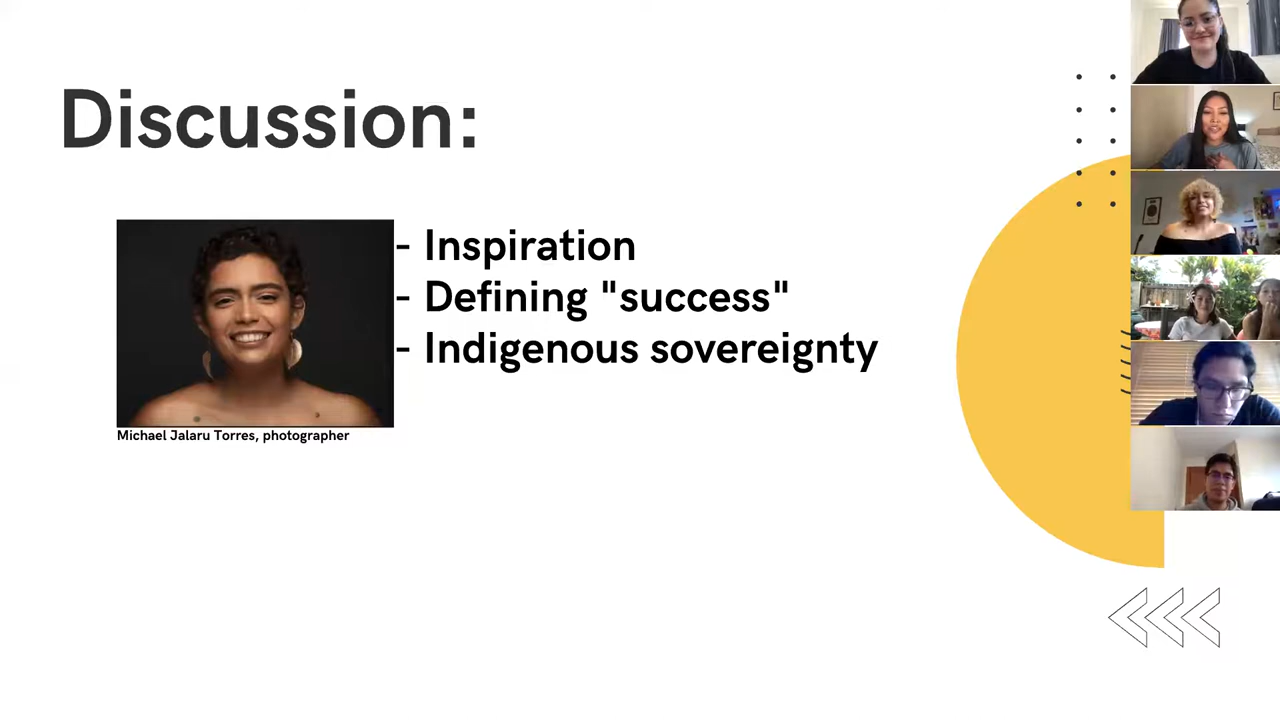 Discussion:
- Inspiration
- Defining "success"
- Indigenous sovereignty
Michael Jalaru Torres, photographer